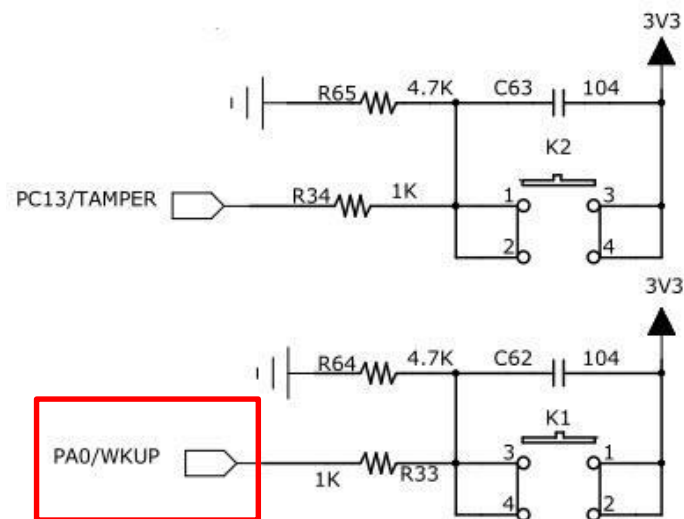 3V3
R65 4.7K C63 104
K2
PC13/TAMPER R34 1K 1 3
2 4
3V3
R64 4.7K C62 104
K1
PA0/WKUP 1K R33 3 1
4 2